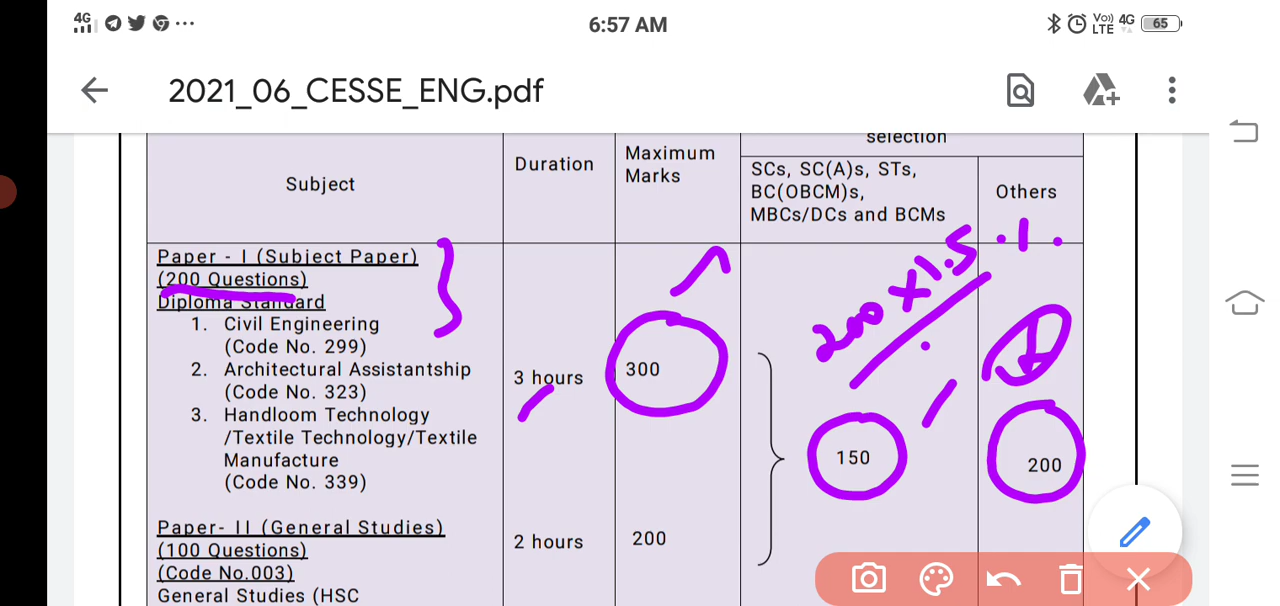 4G
6:57 AM
Vo))
LTE
4G
65
2021_06_CESSE_ENG.pdf
selection
Subject
Duration
Maximum
Marks
SCs, SC(A)s, STs,
BC(OBCM)s,
MBCs/DCs and BCMs
Others
Paper - I (Subject Paper)
(200 Questions)
Diploma Standard
1. Civil Engineering
(Code No. 299)
2. Architectural Assistantship
(Code No. 323)
3. Handloom Technology
/Textile Technology/Textile
Manufacture
(Code No. 339)
3 hours
300
200 X 1.5
150
200
Paper- II (General Studies)
(100 Questions)
(Code No.003)
General Studies (HSC
2 hours
200